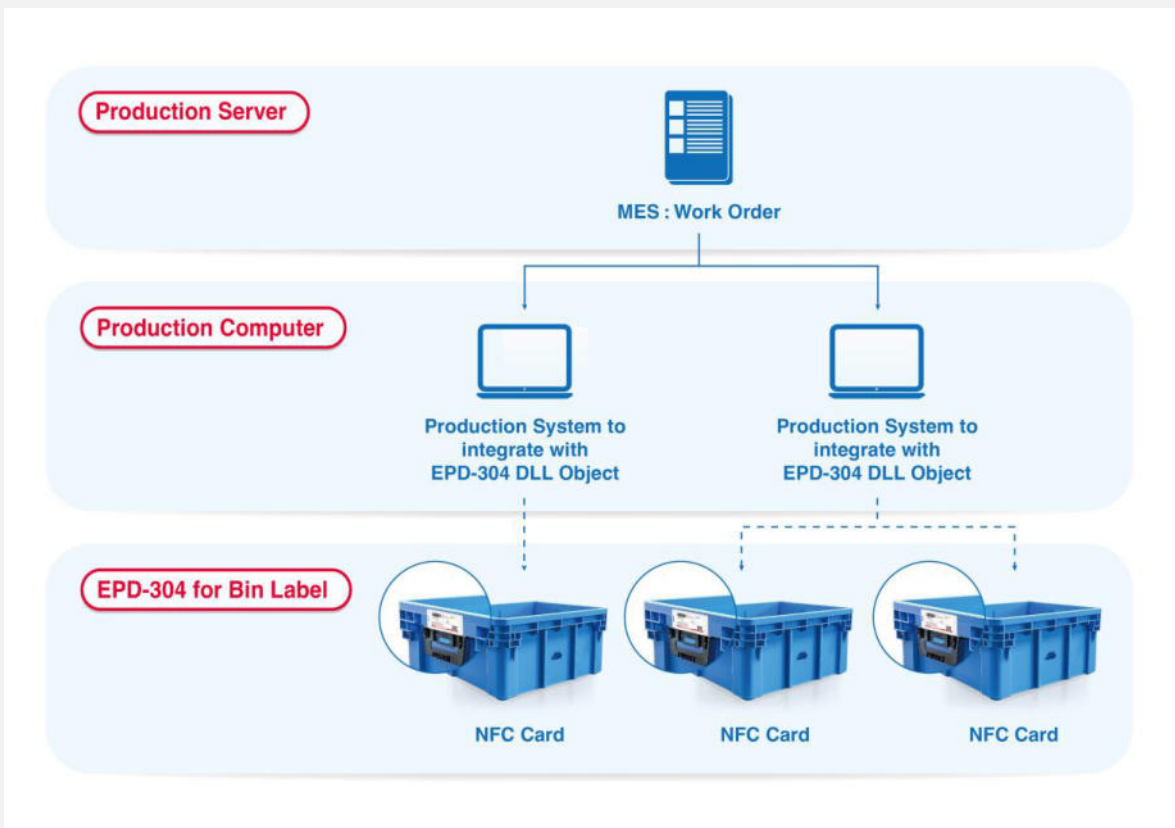 Production Server
MES : Work Order
Production Computer
Production System to
integrate with
EPD-304 DLL Object
Production System to
integrate with
EPD-304 DLL Object
EPD-304 for Bin Label
NFC Card
NFC Card
NFC Card